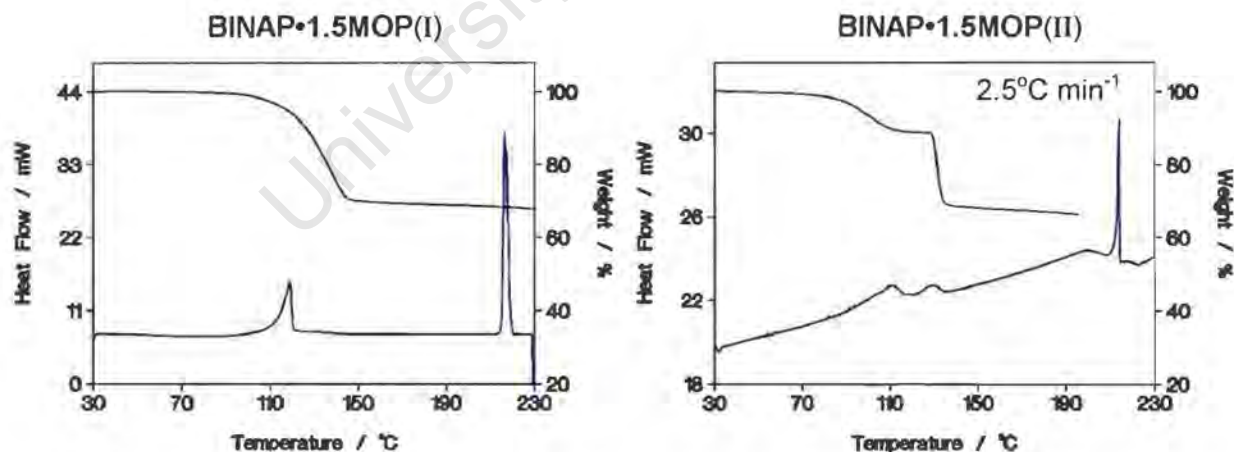 BINAP•1.5MOP(I)
44
39
22
11
0
Heat Flow / mW
100
80
60
40
20
Weight / %
30 70 110 150 190 230
Temperature / °C
BINAP•1.5MOP(II)
2.5°C min⁻¹
30
26
22
18
Heat Flow / mW
100
80
60
40
20
Weight / %
30 70 110 150 190 230
Temperature / °C
Universi